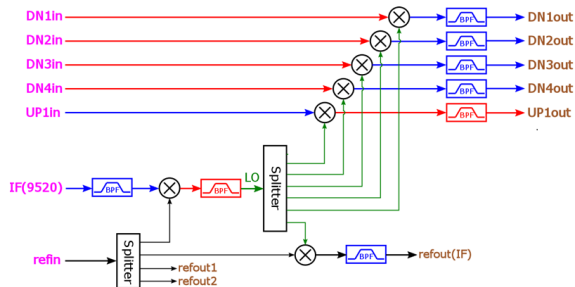 DN1in BPF DN1out
DN2in BPF DN2out
DN3in BPF DN3out
DN4in BPF DN4out
UP1in BPF UP1out
IF(9520) BPF BPF LO Splitter
refin Splitter BPF refout(IF)
refout1
refout2